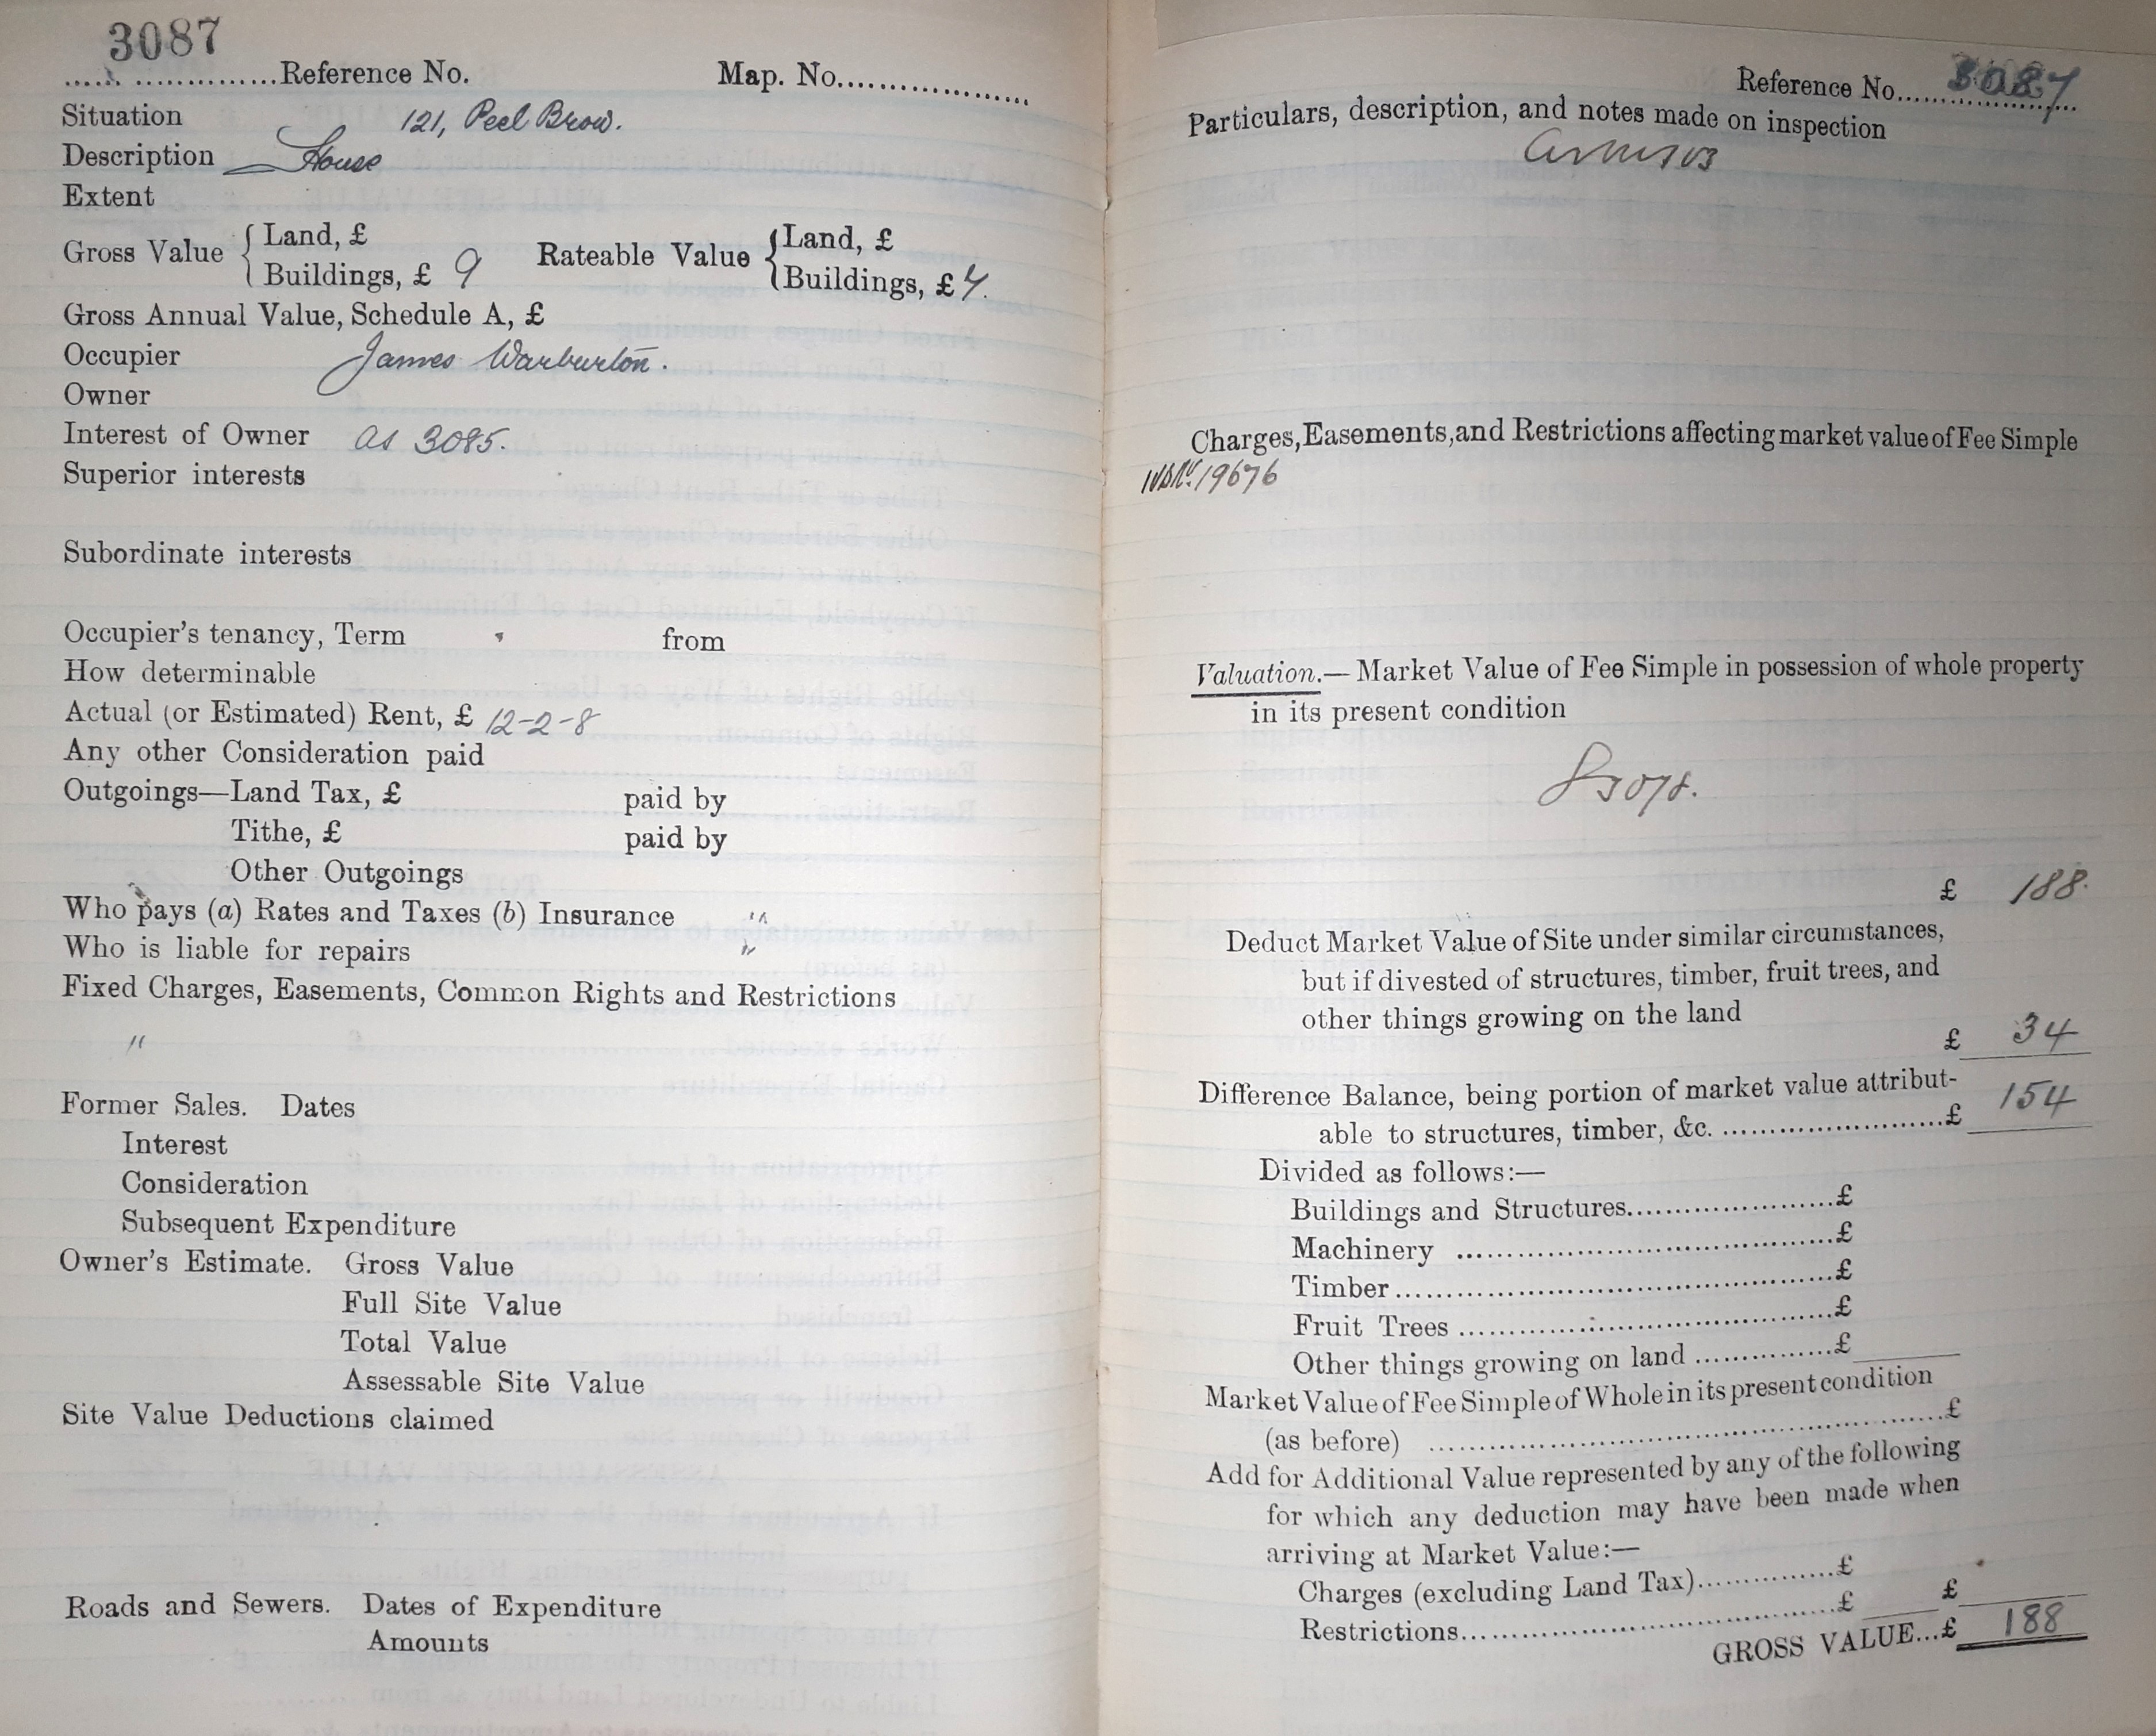 3087
Reference No. Map. No.
Situation 121, Peel Brow.
Description House
Extent
Gross Value { Land, £
Buildings, £ 9
Rateable Value { Land, £
Buildings, £
Gross Annual Value, Schedule A, £
Occupier James Warburton.
Owner
Interest of Owner as 3085.
Superior interests
Subordinate interests
Occupier's tenancy, Term from
How determinable
Actual (or Estimated) Rent, £ 12-2-8
Any other Consideration paid
Outgoings—Land Tax, £ paid by
Tithe, £ paid by
Other Outgoings
Who pays (a) Rates and Taxes (b) Insurance "
Who is liable for repairs "
Fixed Charges, Easements, Common Rights and Restrictions
"
Former Sales. Dates
Interest
Consideration
Subsequent Expenditure
Owner's Estimate. Gross Value
Full Site Value
Total Value
Assessable Site Value
Site Value Deductions claimed
Roads and Sewers. Dates of Expenditure
Amounts
Reference No. 3087
Particulars, description, and notes made on inspection
Charges, Easements, and Restrictions affecting market value of Fee Simple
19676
Valuation.— Market Value of Fee Simple in possession of whole property
in its present condition
£ 188.
Deduct Market Value of Site under similar circumstances,
but if divested of structures, timber, fruit trees, and
other things growing on the land
£ 34
Difference Balance, being portion of market value attribut-
able to structures, timber, &c. £ 154
Divided as follows:—
Buildings and Structures £
Machinery £
Timber £
Fruit Trees £
Other things growing on land £
Market Value of Fee Simple of Whole in its present condition
(as before) £
Add for Additional Value represented by any of the following
for which any deduction may have been made when
arriving at Market Value:—
Charges (excluding Land Tax) £
Restrictions £ £
GROSS VALUE...£ 188